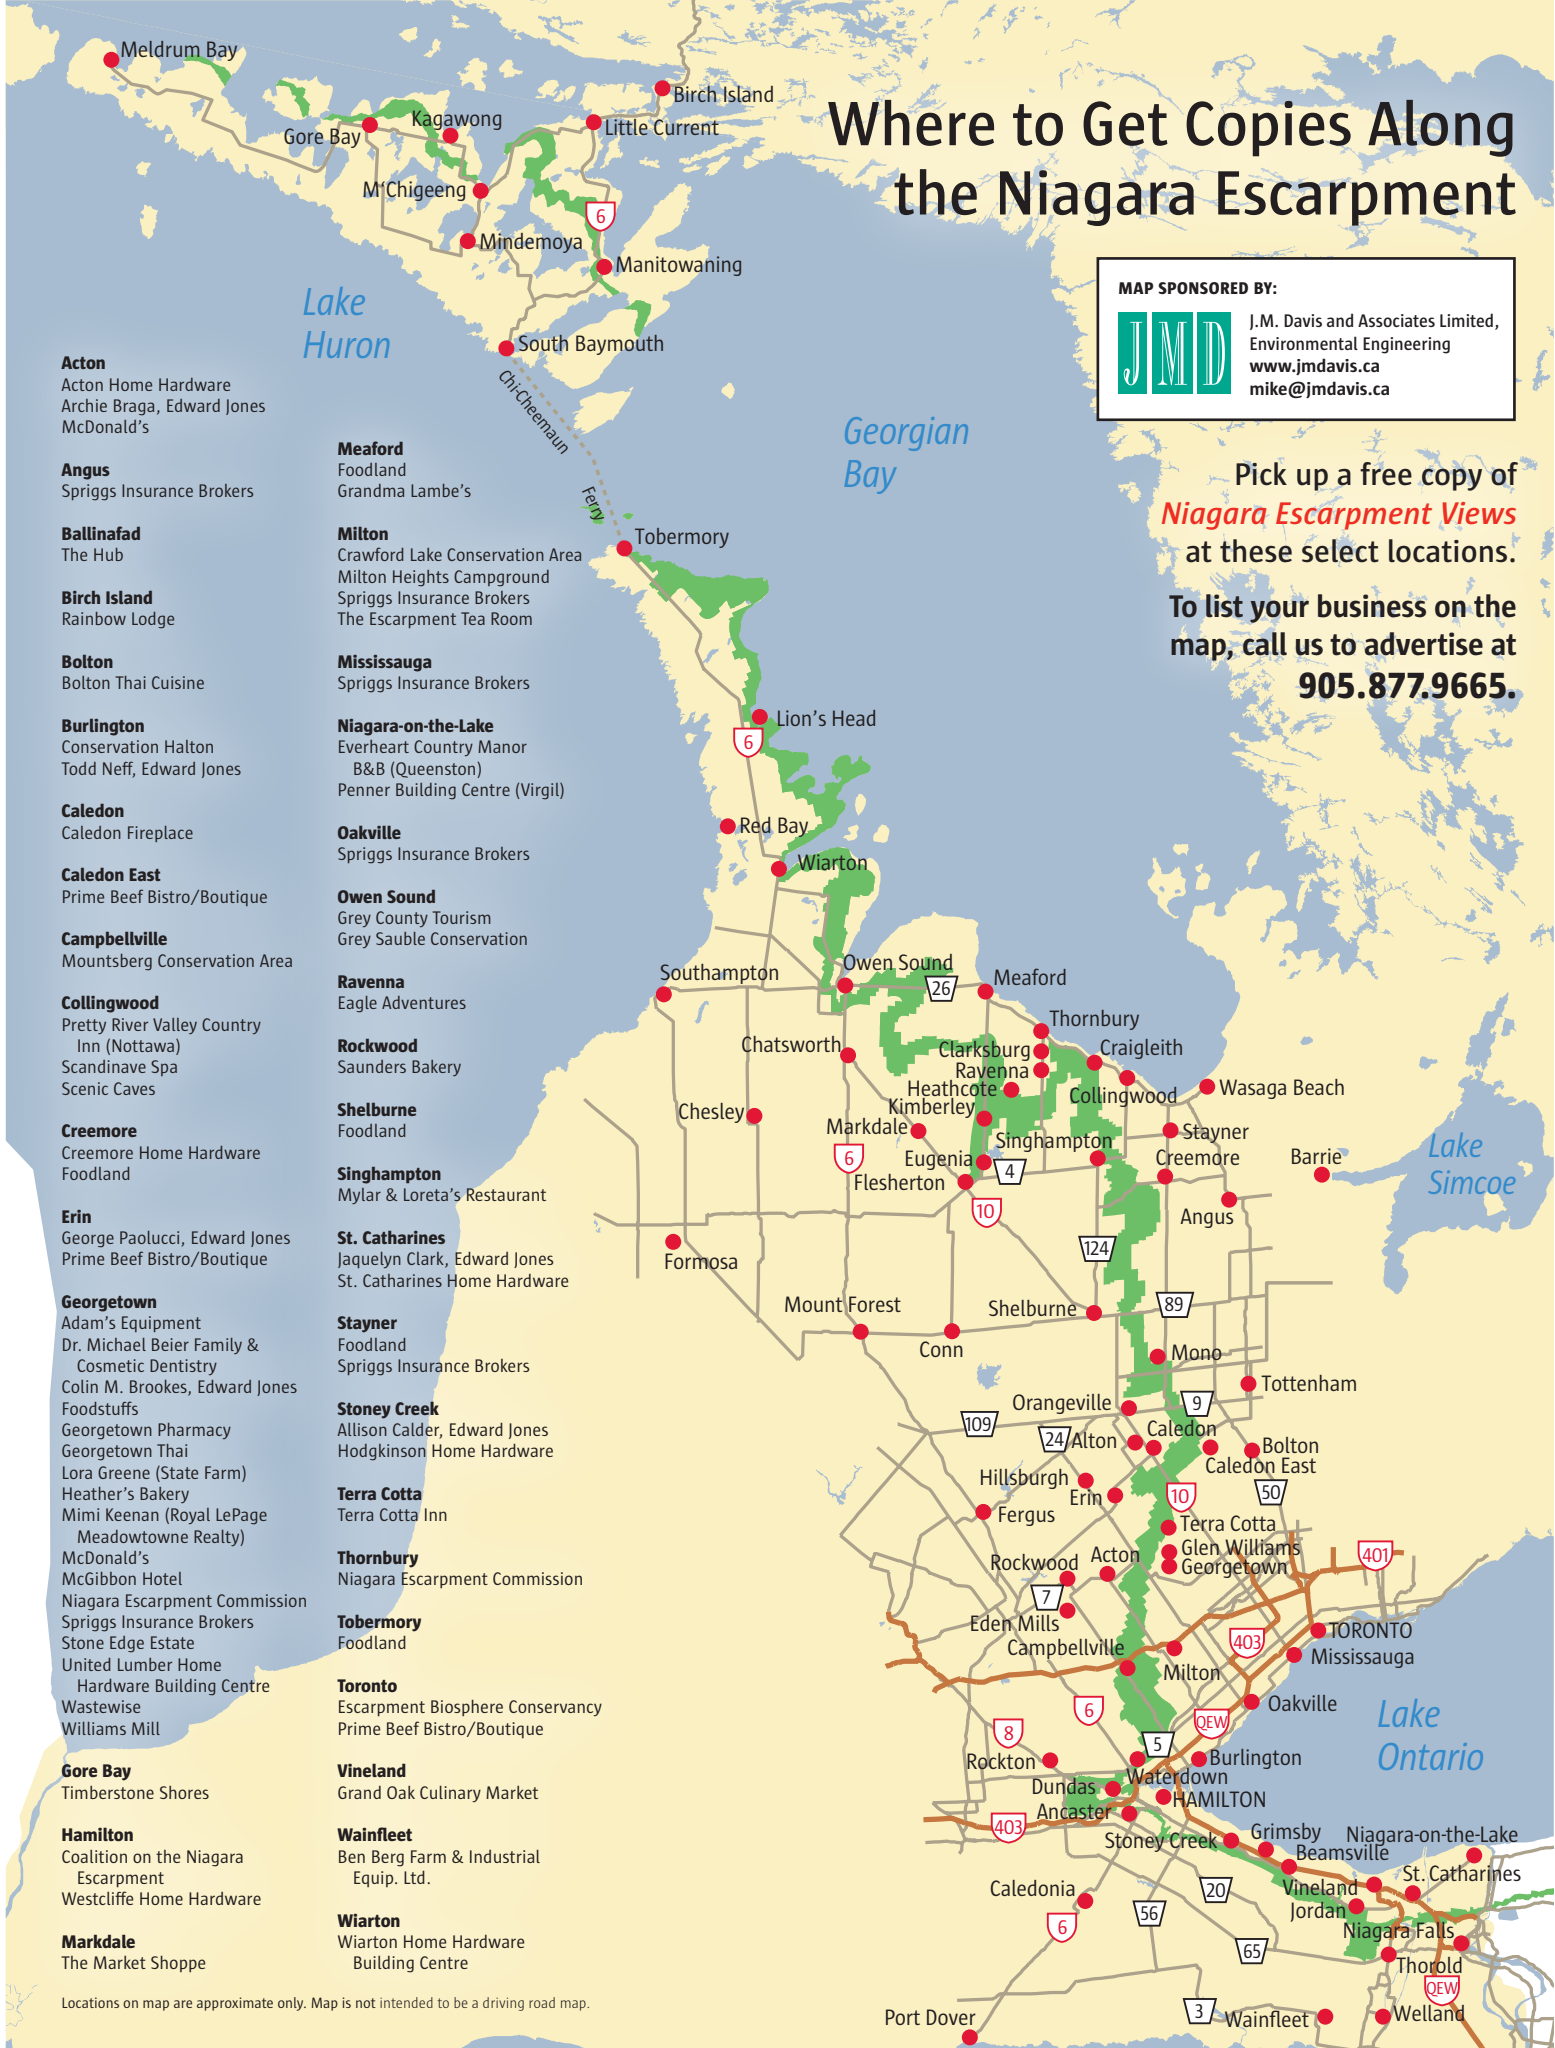 Where to Get Copies Along
the Niagara Escarpment
MAP SPONSORED BY:
JMD
J.M. Davis and Associates Limited,
Environmental Engineering
www.jmdavis.ca
mike@jmdavis.ca
Pick up a free copy of
Niagara Escarpment Views
at these select locations.
To list your business on the
map, call us to advertise at
905.877.9665.
Acton
Acton Home Hardware
Archie Braga, Edward Jones
McDonald's
Angus
Spriggs Insurance Brokers
Ballinafad
The Hub
Birch Island
Rainbow Lodge
Bolton
Bolton Thai Cuisine
Burlington
Conservation Halton
Todd Neff, Edward Jones
Caledon
Caledon Fireplace
Caledon East
Prime Beef Bistro/Boutique
Campbellville
Mountsberg Conservation Area
Collingwood
Pretty River Valley Country
Inn (Nottawa)
Scandinave Spa
Scenic Caves
Creemore
Creemore Home Hardware
Foodland
Erin
George Paolucci, Edward Jones
Prime Beef Bistro/Boutique
Georgetown
Adam's Equipment
Dr. Michael Beier Family &
Cosmetic Dentistry
Colin M. Brookes, Edward Jones
Foodstuffs
Georgetown Pharmacy
Georgetown Thai
Lora Greene (State Farm)
Heather's Bakery
Mimi Keenan (Royal LePage
Meadowtowne Realty)
McDonald's
McGibbon Hotel
Niagara Escarpment Commission
Spriggs Insurance Brokers
Stone Edge Estate
United Lumber Home
Hardware Building Centre
Wastewise
Williams Mill
Gore Bay
Timberstone Shores
Hamilton
Coalition on the Niagara
Escarpment
Westcliffe Home Hardware
Markdale
The Market Shoppe
Meaford
Foodland
Grandma Lambe's
Milton
Crawford Lake Conservation Area
Milton Heights Campground
Spriggs Insurance Brokers
The Escarpment Tea Room
Mississauga
Spriggs Insurance Brokers
Niagara-on-the-Lake
Everheart Country Manor
B&B (Queenston)
Penner Building Centre (Virgil)
Oakville
Spriggs Insurance Brokers
Owen Sound
Grey County Tourism
Grey Sauble Conservation
Ravenna
Eagle Adventures
Rockwood
Saunders Bakery
Shelburne
Foodland
Singhampton
Mylar & Loreta's Restaurant
St. Catharines
Jaquelyn Clark, Edward Jones
St. Catharines Home Hardware
Stayner
Foodland
Spriggs Insurance Brokers
Stoney Creek
Allison Calder, Edward Jones
Hodgkinson Home Hardware
Terra Cotta
Terra Cotta Inn
Thornbury
Niagara Escarpment Commission
Tobermory
Foodland
Toronto
Escarpment Biosphere Conservancy
Prime Beef Bistro/Boutique
Vineland
Grand Oak Culinary Market
Wainfleet
Ben Berg Farm & Industrial
Equip. Ltd.
Wiarton
Wiarton Home Hardware
Building Centre
Locations on map are approximate only. Map is not intended to be a driving road map.
Meldrum Bay
Birch Island
Kagawong
Little Current
Gore Bay
M'Chigeeng
6
Mindemoya
Manitowaning
Lake
Huron
South Baymouth
Chi-Cheemaun
Ferry
Georgian
Bay
Tobermory
Lion's Head
6
Red Bay
Wiarton
Owen Sound
Southampton
26
Meaford
Thornbury
Chatsworth
Clarksburg
Craigleith
Ravenna
Heathcote
Wasaga Beach
Collingwood
Kimberley
Chesley
Markdale
Stayner
Singhampton
6
Eugenia
4
Creemore
Barrie
Lake
Simcoe
Flesherton
10
Angus
124
Formosa
Mount Forest
Shelburne
89
Conn
Mono
Tottenham
Orangeville
9
109
24
Alton
Caledon
Bolton
Caledon East
Hillsburgh
Erin
10
50
Fergus
Terra Cotta
Glen Williams
Georgetown
401
Rockwood
Acton
7
Eden Mills
TORONTO
403
Campbellville
Milton
Mississauga
6
Oakville
QEW
Lake
Ontario
8
5
Rockton
Burlington
Waterdown
Dundas
HAMILTON
Ancaster
403
Stoney Creek
Grimsby
Niagara-on-the-Lake
Beamsville
St. Catharines
Vineland
Caledonia
20
Jordan
56
6
Niagara Falls
65
Thorold
QEW
3
Port Dover
Wainfleet
Welland